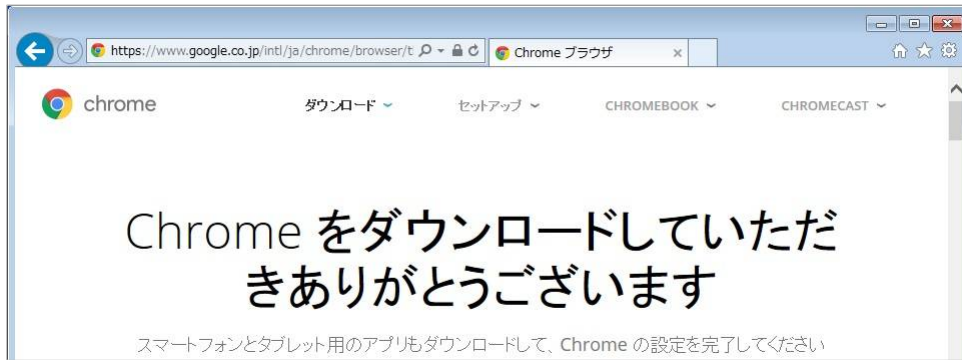 https://www.google.co.jp/intl/ja/chrome/browser/t
Chrome ブラウザ
chrome ダウンロード セットアップ CHROMEBOOK CHROMECAST
Chrome をダウンロードしていただ
きありがとうございます
スマートフォンとタブレット用のアプリもダウンロードして、Chrome の設定を完了してください